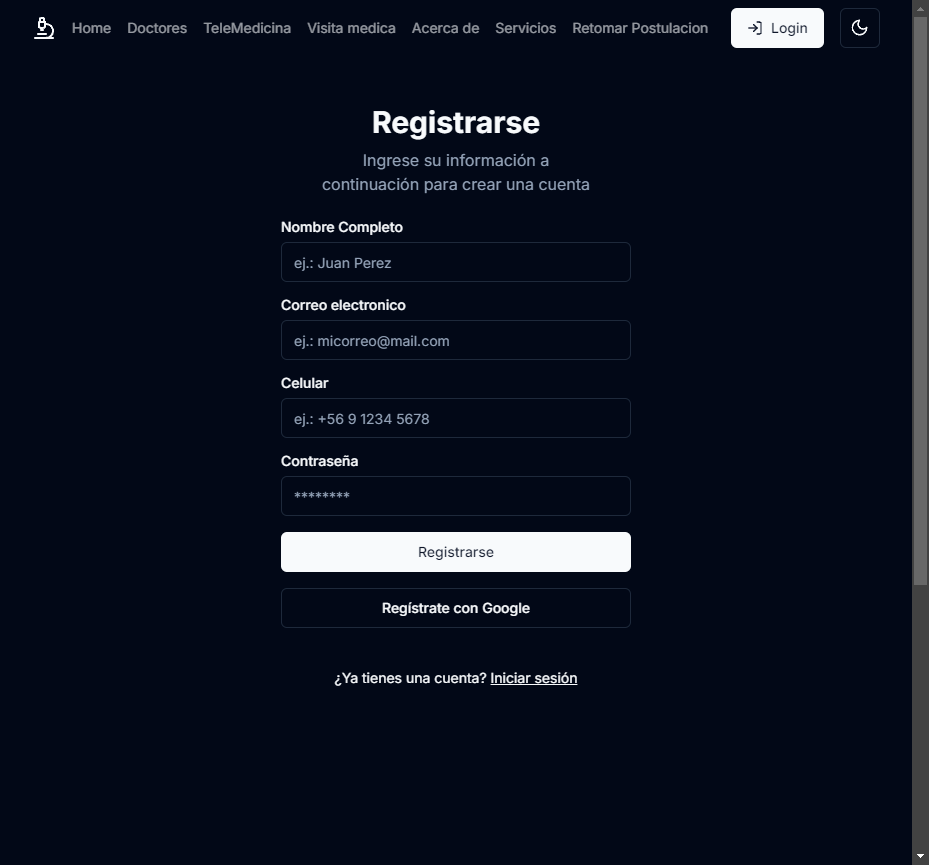 Home Doctores TeleMedicina Visita medica Acerca de Servicios Retomar Postulacion Login
Registrarse
Ingrese su información a
continuación para crear una cuenta
Nombre Completo
ej.: Juan Perez
Correo electronico
ej.: micorreo@mail.com
Celular
ej.: +56 9 1234 5678
Contraseña
********
Registrarse
Regístrate con Google
¿Ya tienes una cuenta? Iniciar sesión